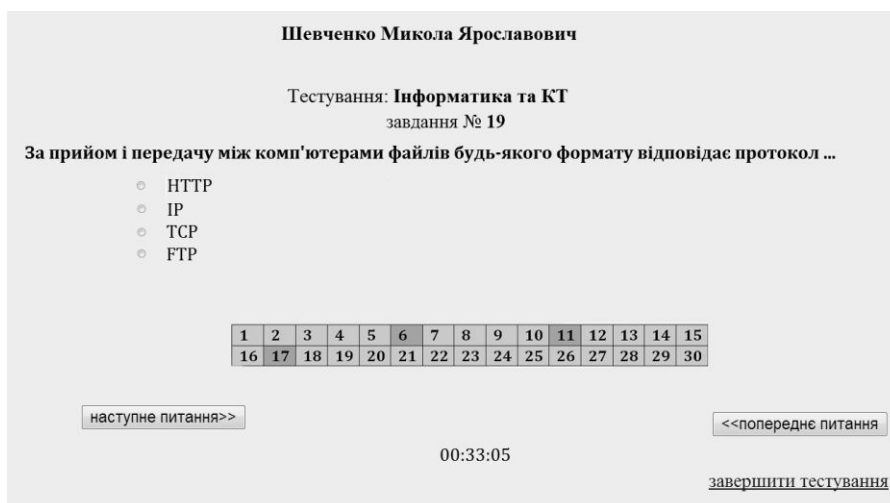 Шевченко Микола Ярославович
Тестування: Інформатика та КТ
завдання № 19
За прийом і передачу між комп'ютерами файлів будь-якого формату відповідає протокол ...
HTTP
IP
TCP
FTP
1 2 3 4 5 6 7 8 9 10 11 12 13 14 15
16 17 18 19 20 21 22 23 24 25 26 27 28 29 30
наступне питання>>
<<попереднє питання
00:33:05
завершити тестування